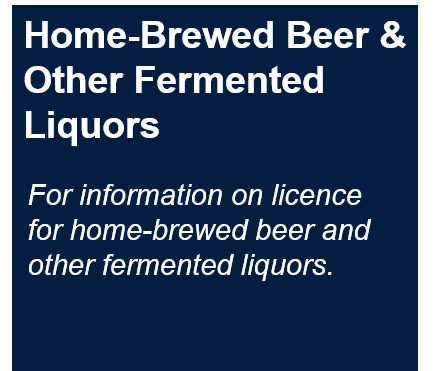 Home-Brewed Beer &
Other Fermented
Liquors
For information on licence
for home-brewed beer and
other fermented liquors.